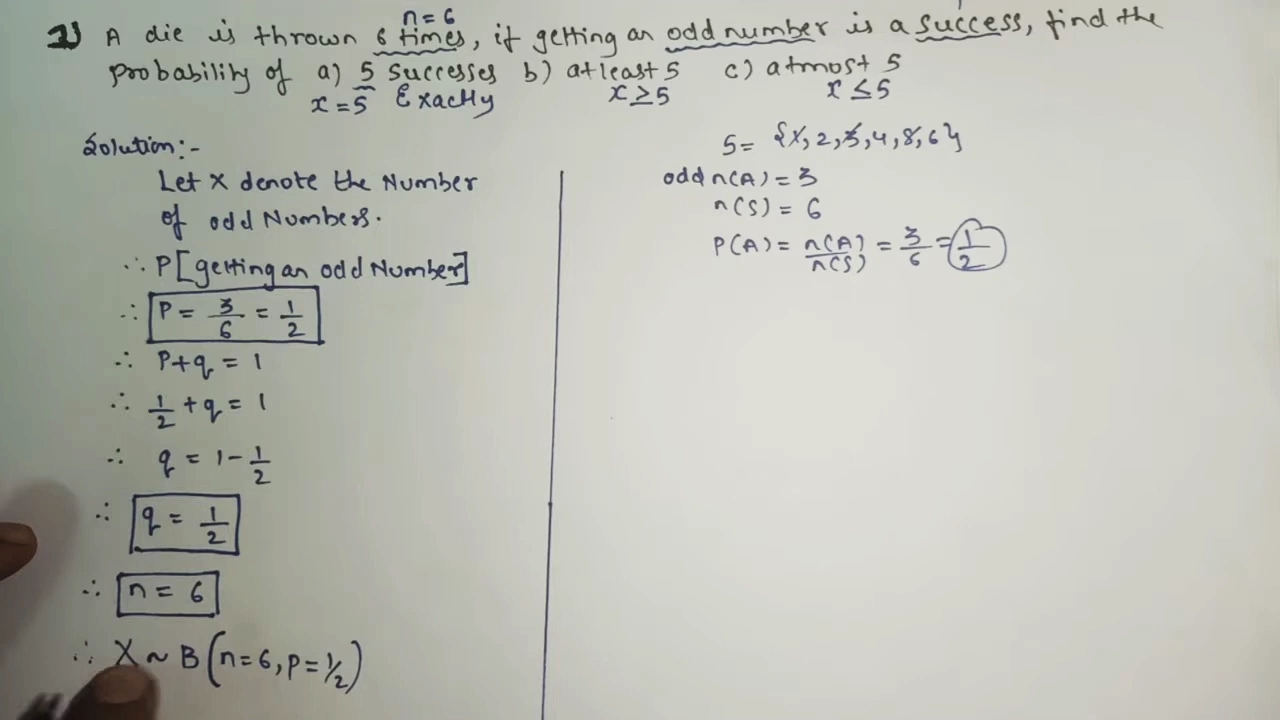 n = 6
2) A die is thrown 6 times, if getting an odd number is a success, find the
probability of a) 5 successes b) atleast 5 c) atmost 5
x = 5 Exactly x ≥ 5 x ≤ 5
Solution:-
Let X denote the Number
of odd Numbers.
∴ P[getting an odd Number]
∴ P = 3/6 = 1/2
∴ P+q = 1
∴ 1/2 + q = 1
∴ q = 1 - 1/2
∴ q = 1/2
∴ n = 6
∴ X ~ B(n=6, P=1/2)
S = {1, 2, 3, 4, 5, 6}
odd n(A) = 3
n(S) = 6
P(A) = n(A)/n(S) = 3/6 = 1/2